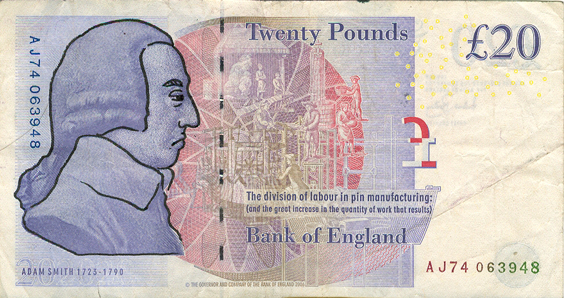 Twenty Pounds
£20
AJ74 063948
The division of labour in pin manufacturing:
(and the great increase in the quantity of work that results)
Bank of England
ADAM SMITH 1723-1790
AJ74 063948
© THE GOVERNOR AND COMPANY OF THE BANK OF ENGLAND 2006